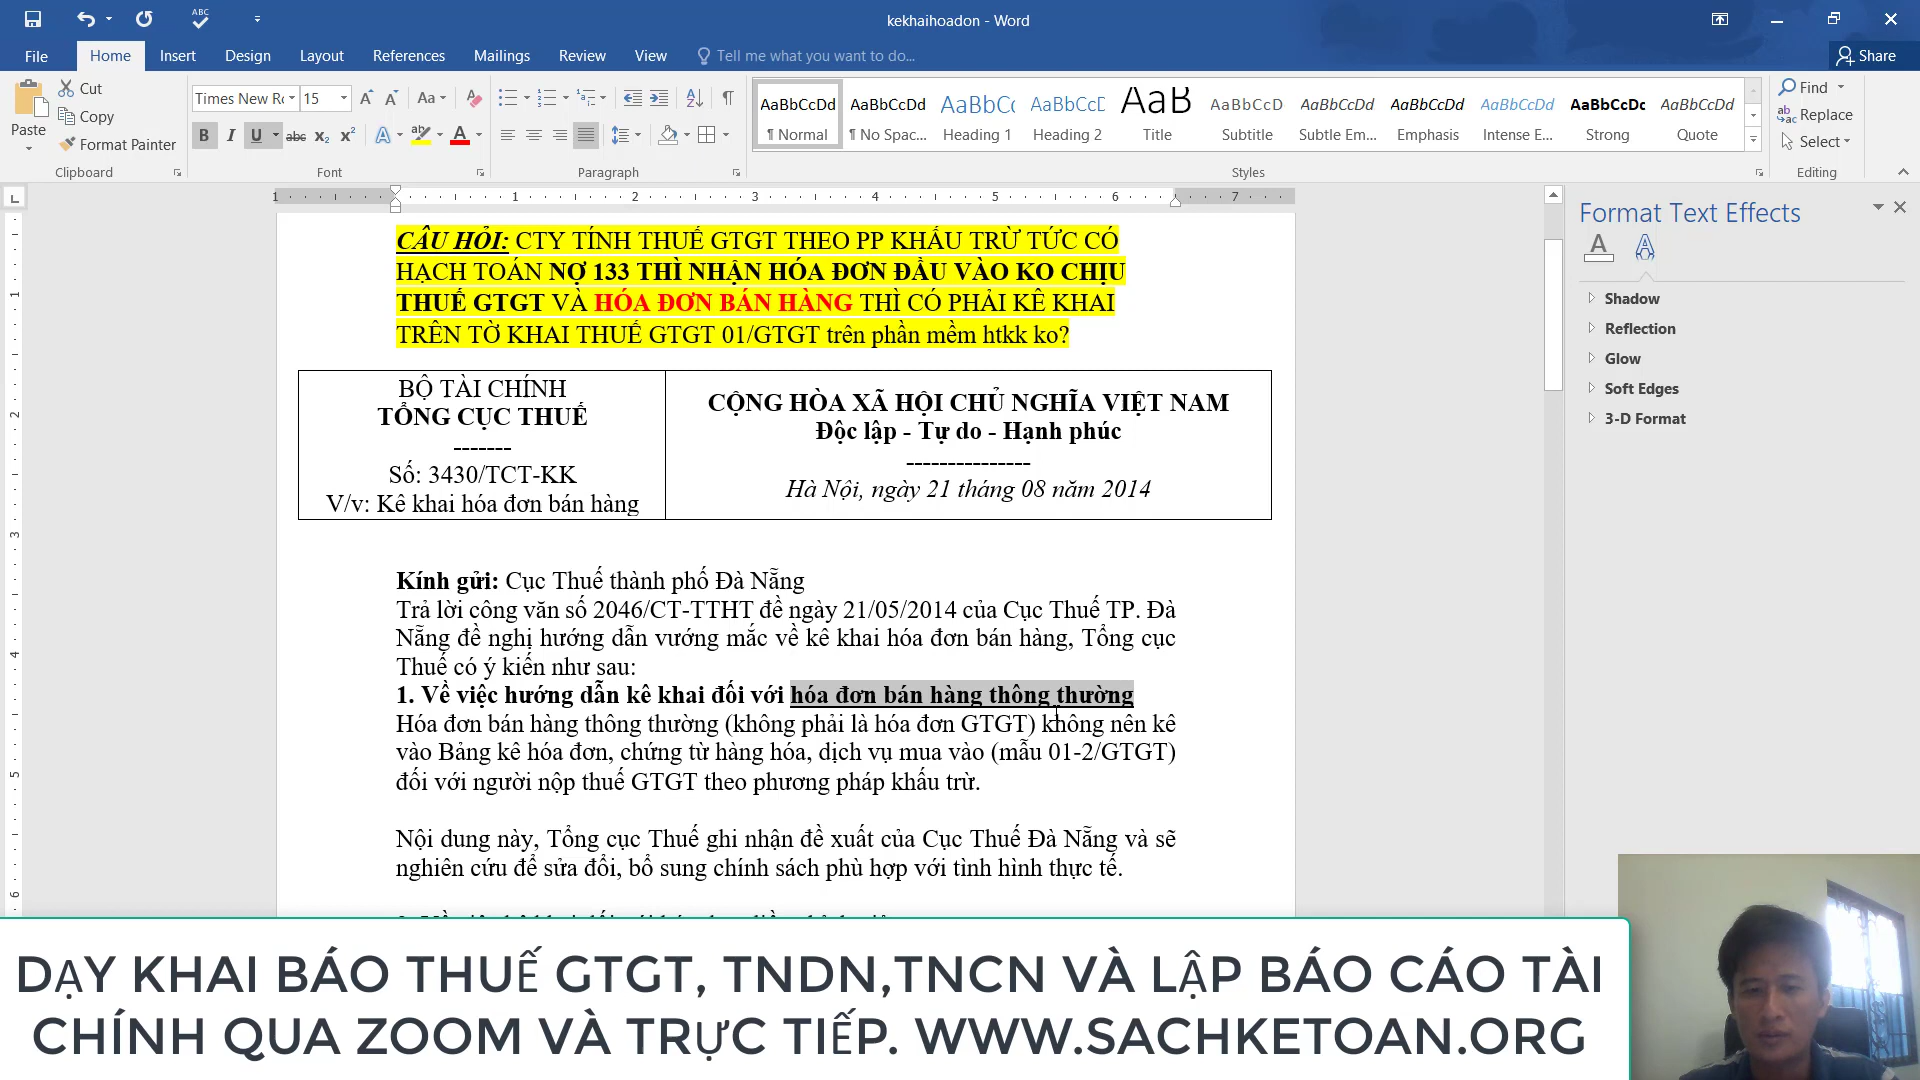 kekhaihoadon - Word
File Home Insert Design Layout References Mailings Review View Tell me what you want to do... Share
Paste
Cut
Copy
Format Painter
Clipboard
Times New Rc 15
Font
Paragraph
AaBbCcDd AaBbCcDd AaBbCc AaBbCcD AaB AaBbCcD AaBbCcDd AaBbCcDd AaBbCcDd AaBbCcDc AaBbCcDd
¶ Normal ¶ No Spac... Heading 1 Heading 2 Title Subtitle Subtle Em... Emphasis Intense E... Strong Quote
Styles
Find
Replace
Select
Editing
1 1 2 3 4 5 6 7
Format Text Effects
Shadow
Reflection
Glow
Soft Edges
3-D Format
CÂU HỎI: CTY TÍNH THUẾ GTGT THEO PP KHẤU TRỪ TỨC CÓ
HẠCH TOÁN NỢ 133 THÌ NHẬN HÓA ĐƠN ĐẦU VÀO KO CHỊU
THUẾ GTGT VÀ HÓA ĐƠN BÁN HÀNG THÌ CÓ PHẢI KÊ KHAI
TRÊN TỜ KHAI THUẾ GTGT 01/GTGT trên phần mềm htkk ko?
BỘ TÀI CHÍNH
TỔNG CỤC THUẾ
-------
Số: 3430/TCT-KK
V/v: Kê khai hóa đơn bán hàng
CỘNG HÒA XÃ HỘI CHỦ NGHĨA VIỆT NAM
Độc lập - Tự do - Hạnh phúc
---------------
Hà Nội, ngày 21 tháng 08 năm 2014
Kính gửi: Cục Thuế thành phố Đà Nẵng
Trả lời công văn số 2046/CT-TTHT đề ngày 21/05/2014 của Cục Thuế TP. Đà
Nẵng đề nghị hướng dẫn vướng mắc về kê khai hóa đơn bán hàng, Tổng cục
Thuế có ý kiến như sau:
1. Về việc hướng dẫn kê khai đối với hóa đơn bán hàng thông thường
Hóa đơn bán hàng thông thường (không phải là hóa đơn GTGT) không nên kê
vào Bảng kê hóa đơn, chứng từ hàng hóa, dịch vụ mua vào (mẫu 01-2/GTGT)
đối với người nộp thuế GTGT theo phương pháp khấu trừ.
Nội dung này, Tổng cục Thuế ghi nhận đề xuất của Cục Thuế Đà Nẵng và sẽ
nghiên cứu để sửa đổi, bổ sung chính sách phù hợp với tình hình thực tế.
DẠY KHAI BÁO THUẾ GTGT, TNDN,TNCN VÀ LẬP BÁO CÁO TÀI
CHÍNH QUA ZOOM VÀ TRỰC TIẾP. WWW.SACHKETOAN.ORG